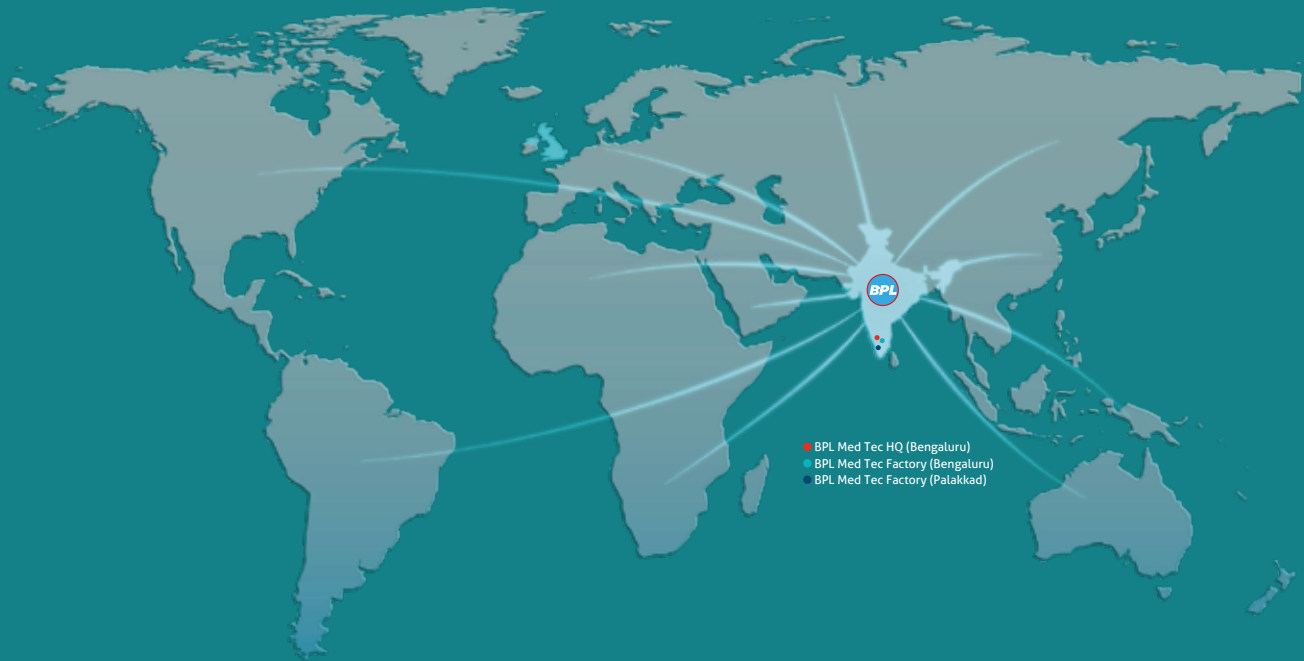 BPL
BPL Med Tec HQ (Bengaluru)
BPL Med Tec Factory (Bengaluru)
BPL Med Tec Factory (Palakkad)